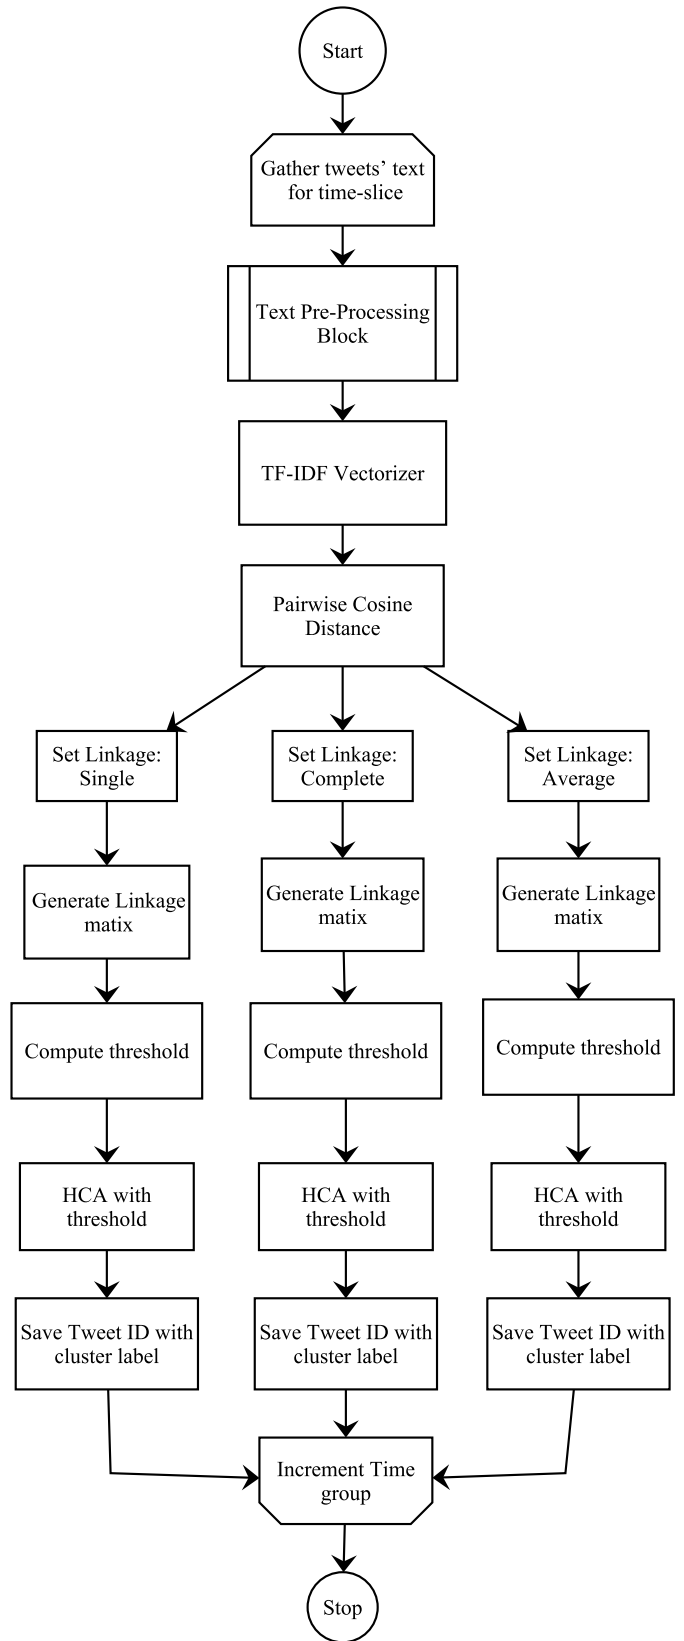 Start
Gather tweets’ text
for time-slice
Text Pre-Processing
Block
TF-IDF Vectorizer
Pairwise Cosine
Distance
Set Linkage:
Single
Set Linkage:
Complete
Set Linkage:
Average
Generate Linkage
matix
Generate Linkage
matix
Generate Linkage
matix
Compute threshold
Compute threshold
Compute threshold
HCA with
threshold
HCA with
threshold
HCA with
threshold
Save Tweet ID with
cluster label
Save Tweet ID with
cluster label
Save Tweet ID with
cluster label
Increment Time
group
Stop